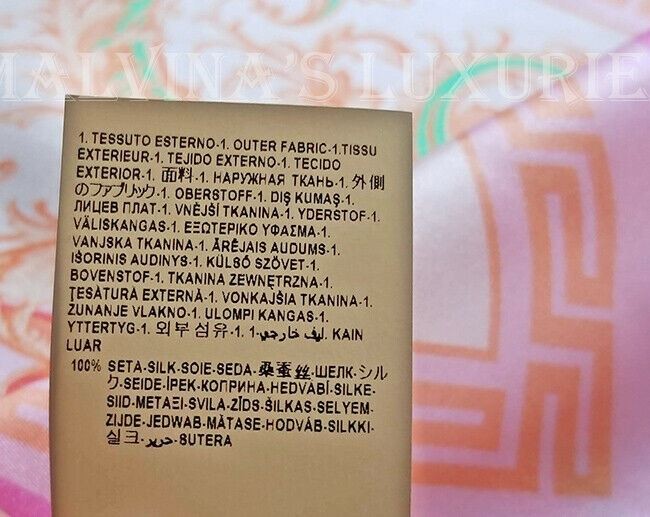 MALVINA'S LUXURIE
1. TESSUTO ESTERNO-1. OUTER FABRIC-1.TISSU
EXTERIEUR-1. TEJIDO EXTERNO-1. TECIDO
EXTERIOR-1. 面料-1. НАРУЖНАЯ ТКАНЬ-1. 外側
のファブリック-1. OBERSTOFF-1. DIŞ KUMAŞ-1.
ЛИЦЕВ ПЛАТ-1. VNĚJŠÍ TKANINA-1. YDERSTOF-1.
VÄLISKANGAS-1. ΕΞΩΤΕΡΙΚΟ ΥΦΑΣΜΑ-1.
VANJSKA TKANINA-1. ĀRĒJAIS AUDUMS-1.
IŠORINIS AUDINYS-1. KÜLSŐ SZÖVET-1.
BOVENSTOF-1. TKANINA ZEWNĘTRZNA-1.
ŢESĂTURĂ EXTERNĂ-1. VONKAJŠIA TKANINA-1.
ZUNANJE VLAKNO-1. ULOMPI KANGAS-1.
YTTERTYG-1. 외부 섬유-1. ليف خارجي-1. KAIN
LUAR
100% SETA-SILK-SOIE-SEDA-桑蚕丝-ШЕЛК-シル
ク-SEIDE-İPEK-КОПРИНА-HEDVÁBÍ-SILKE-
SIID-ΜΕΤΑΞΙ-SVILA-ZĪDS-ŠILKAS-SELYEM-
ZIJDE-JEDWAB-MĂTASE-HODVÁB-SILKKI-
실크-حرير-SUTERA